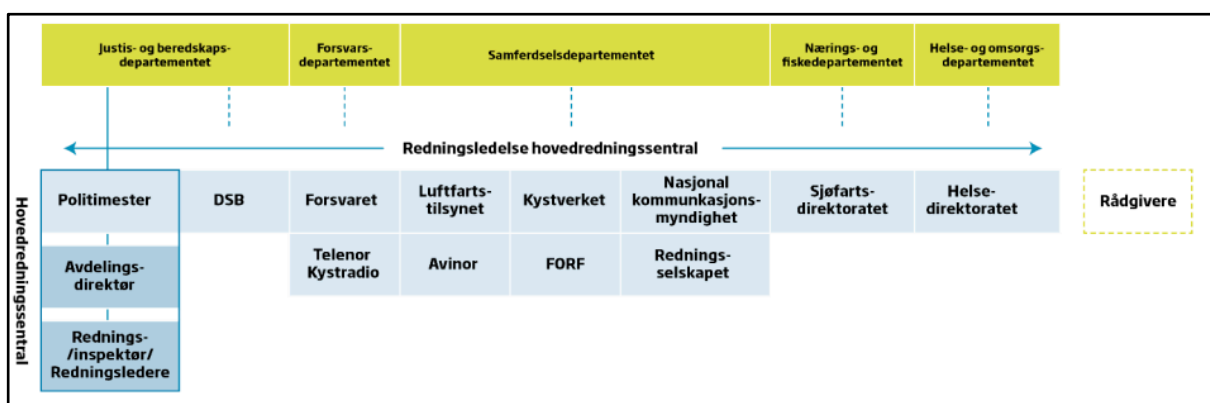 Justis- og beredskaps-
departementet
Forsvars-
departementet
Samferdselsdepartementet
Nærings- og
fiskedepartementet
Helse- og omsorgs-
departementet
Redningsledelse hovedredningssentral
Hovedredningssentral
Politimester
DSB
Forsvaret
Luftfarts-
tilsynet
Kystverket
Nasjonal
kommunkasjons-
myndighet
Sjøfarts-
direktoratet
Helse-
direktoratet
Rådgivere
Avdelings-
direktør
Telenor
Kystradio
Avinor
FORF
Rednings-
selskapet
Rednings-
/inspektør/
Redningsledere